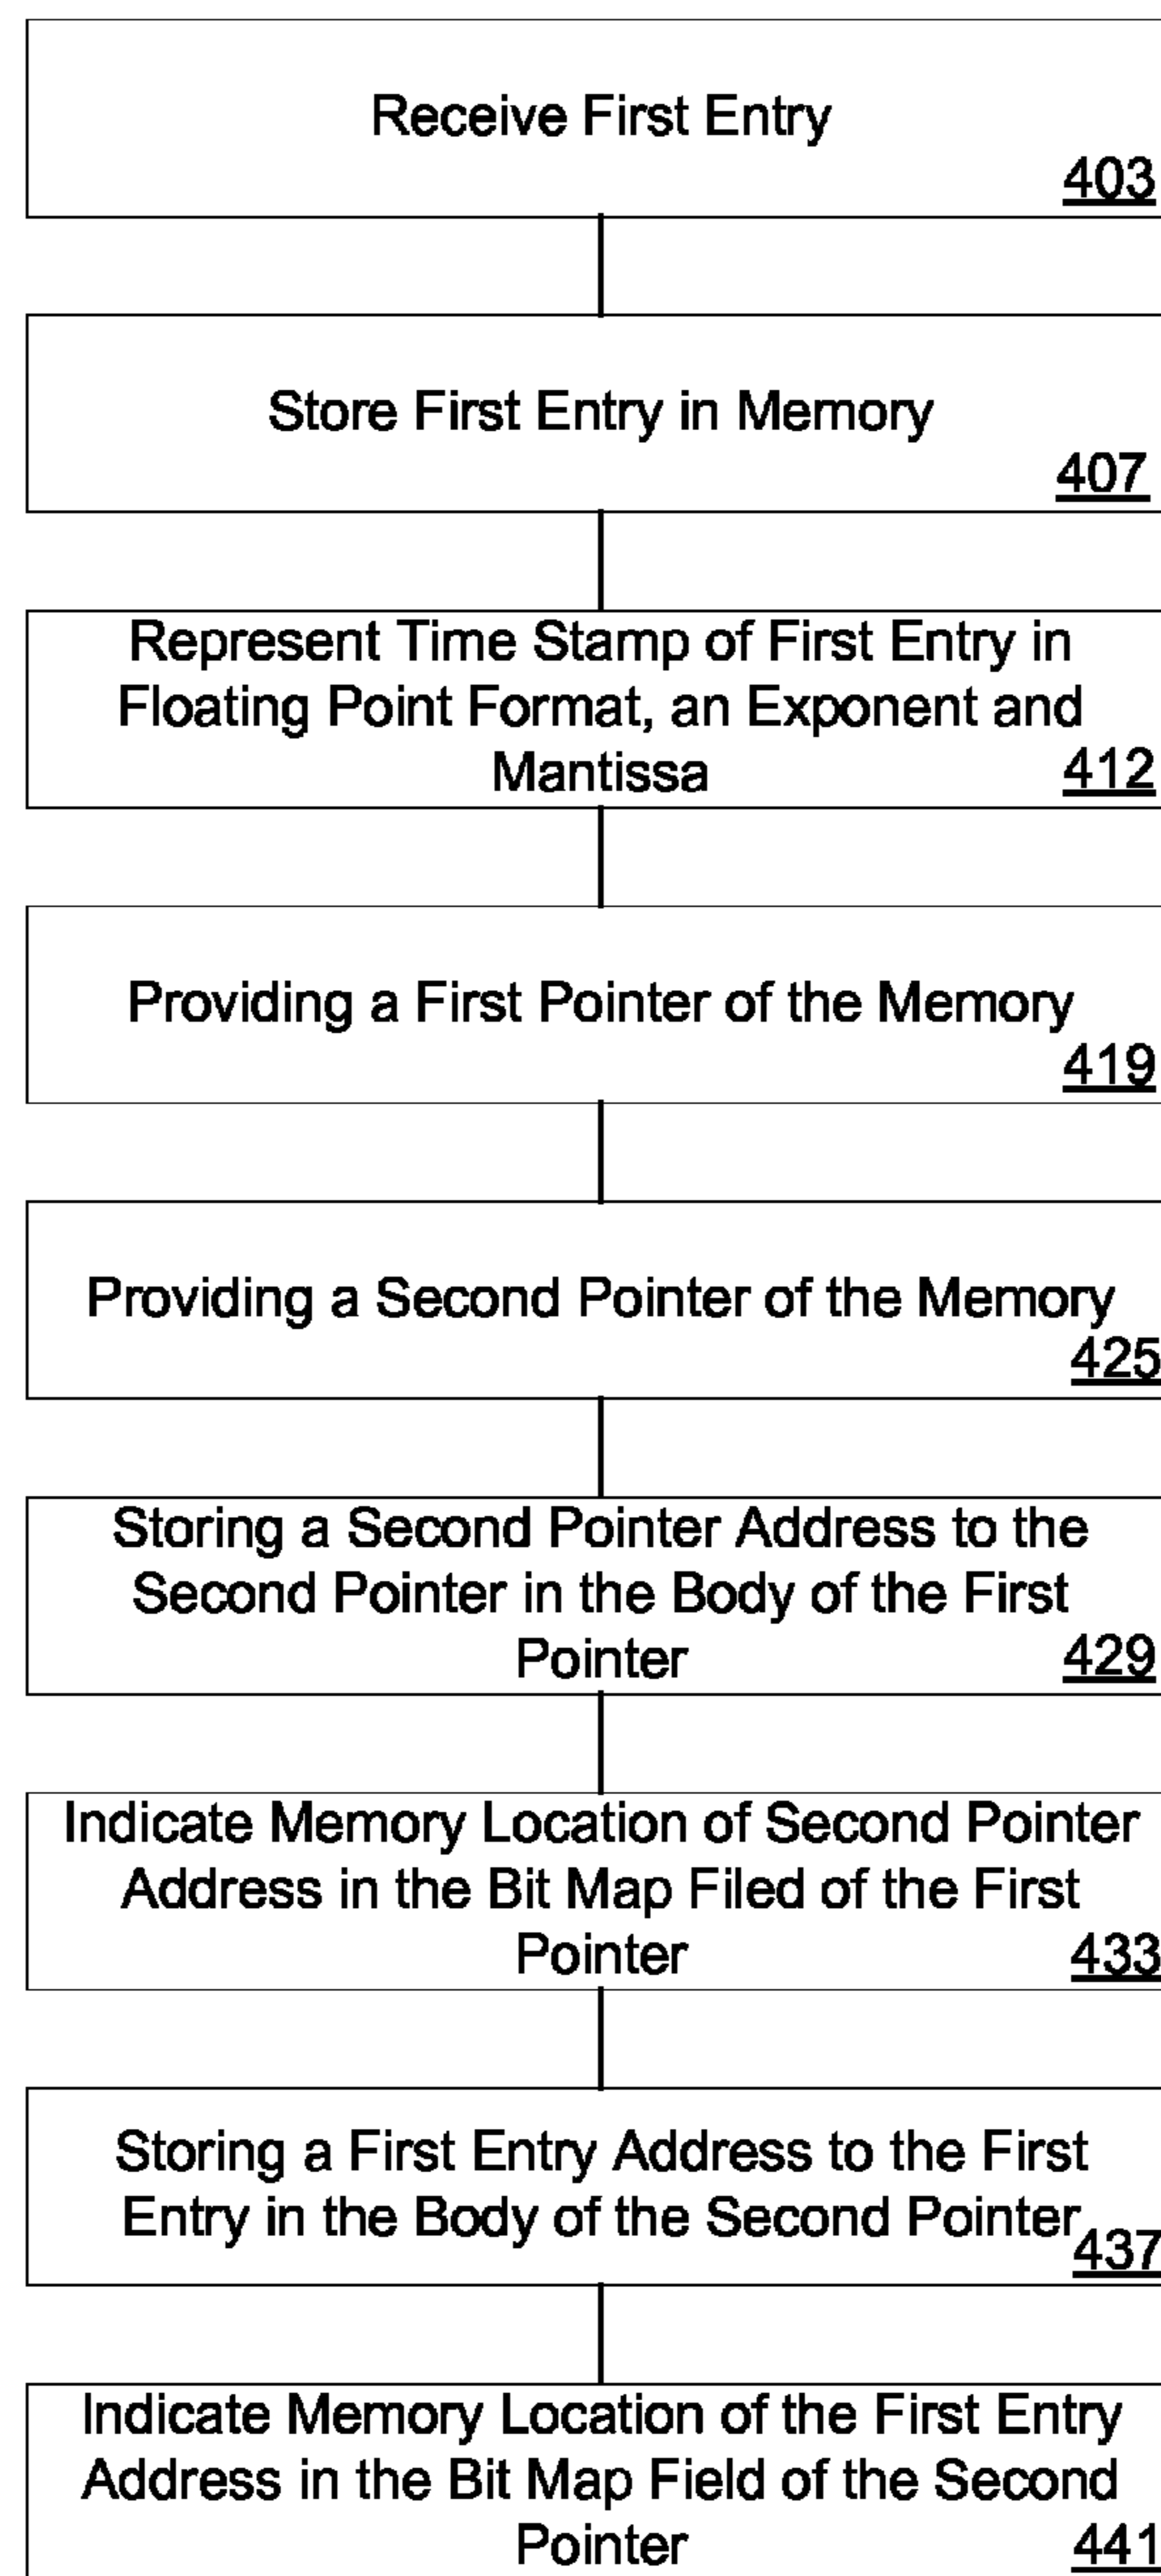 Receive First Entry
403
Store First Entry in Memory
407
Represent Time Stamp of First Entry in
Floating Point Format, an Exponent and
Mantissa
412
Providing a First Pointer of the Memory
419
Providing a Second Pointer of the Memory
425
Storing a Second Pointer Address to the
Second Pointer in the Body of the First
Pointer
429
Indicate Memory Location of Second Pointer
Address in the Bit Map Filed of the First
Pointer
433
Storing a First Entry Address to the First
Entry in the Body of the Second Pointer
437
Indicate Memory Location of the First Entry
Address in the Bit Map Field of the Second
Pointer
441